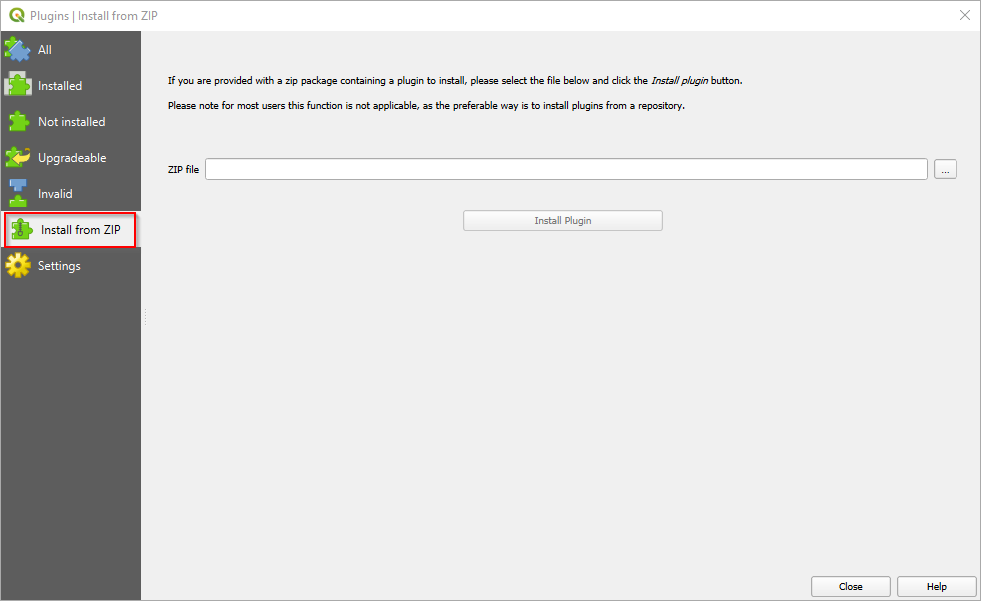 Plugins | Install from ZIP
All
Installed
Not installed
Upgradeable
Invalid
Install from ZIP
Settings
If you are provided with a zip package containing a plugin to install, please select the file below and click the Install plugin button.
Please note for most users this function is not applicable, as the preferable way is to install plugins from a repository.
ZIP file
...
Install Plugin
Close
Help